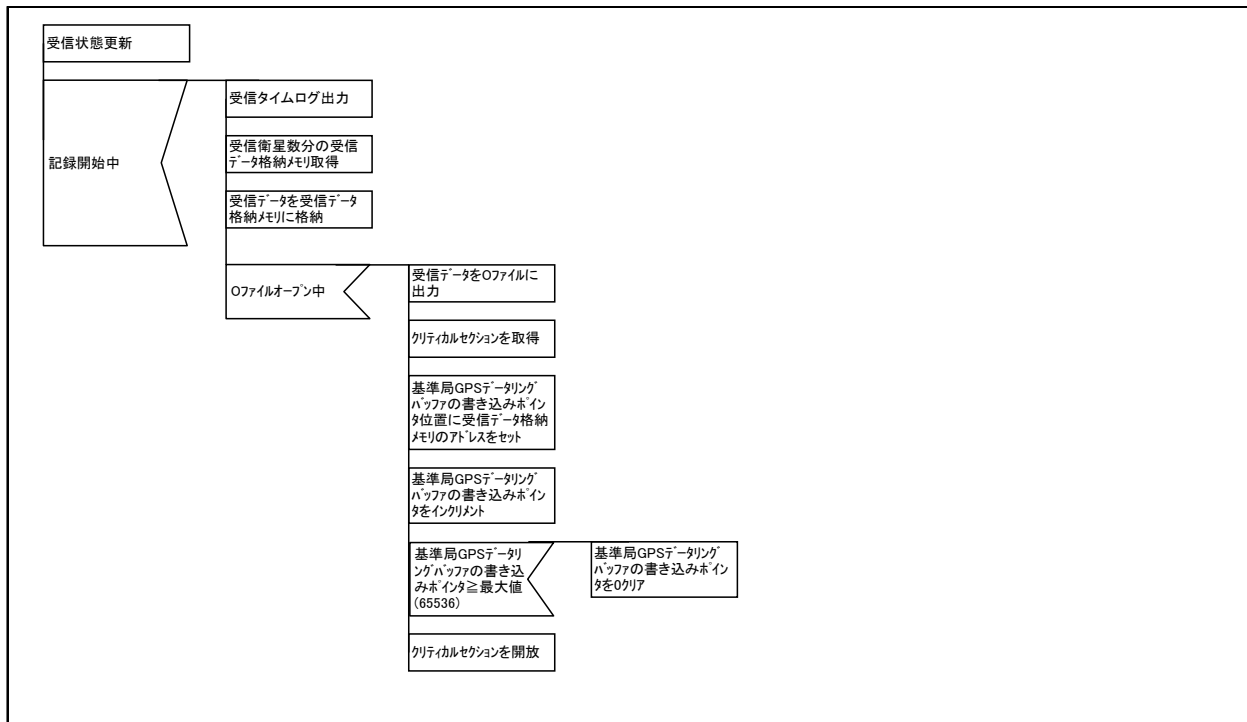 受信状態更新
記録開始中
受信タイムログ出力
受信衛星数分の受信
ﾃﾞｰﾀ格納ﾒﾓﾘ取得
受信ﾃﾞｰﾀを受信ﾃﾞｰﾀ
格納ﾒﾓﾘに格納
Oﾌｧｲﾙｵｰﾌﾟﾝ中
受信ﾃﾞｰﾀをOﾌｧｲﾙに
出力
ｸﾘﾃｨｶﾙｾｸｼｮﾝを取得
基準局GPSﾃﾞｰﾀﾘﾝｸﾞ
ﾊﾞｯﾌｧの書き込みﾎﾟｲﾝ
ﾀ位置に受信ﾃﾞｰﾀ格納
ﾒﾓﾘのｱﾄﾞﾚｽをｾｯﾄ
基準局GPSﾃﾞｰﾀﾘﾝｸﾞ
ﾊﾞｯﾌｧの書き込みﾎﾟｲﾝ
ﾀをｲﾝｸﾘﾒﾝﾄ
基準局GPSﾃﾞｰﾀﾘ
ﾝｸﾞﾊﾞｯﾌｧの書き込
みﾎﾟｲﾝﾀ≧最大値
(65536)
基準局GPSﾃﾞｰﾀﾘﾝｸﾞ
ﾊﾞｯﾌｧの書き込みﾎﾟｲﾝ
ﾀを0ｸﾘｱ
ｸﾘﾃｨｶﾙｾｸｼｮﾝを開放